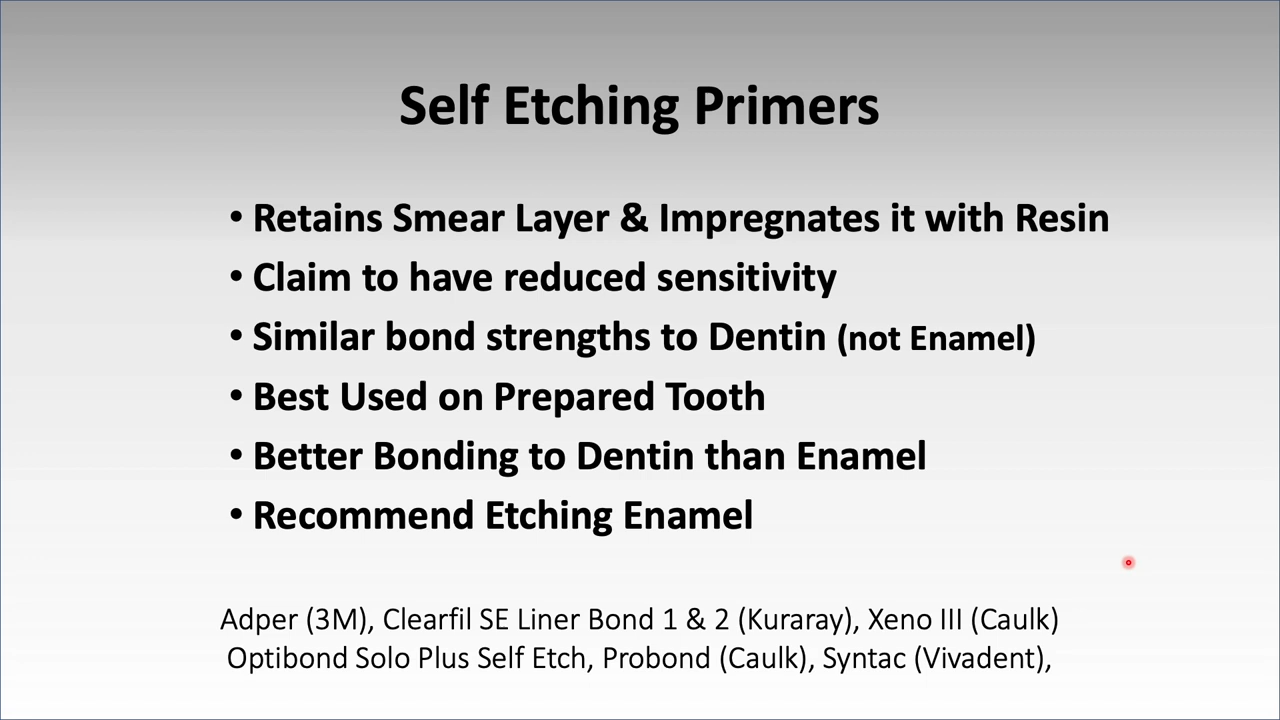 Self Etching Primers
• Retains Smear Layer & Impregnates it with Resin
• Claim to have reduced sensitivity
• Similar bond strengths to Dentin (not Enamel)
• Best Used on Prepared Tooth
• Better Bonding to Dentin than Enamel
• Recommend Etching Enamel
Adper (3M), Clearfil SE Liner Bond 1 & 2 (Kuraray), Xeno III (Caulk)
Optibond Solo Plus Self Etch, Probond (Caulk), Syntac (Vivadent),